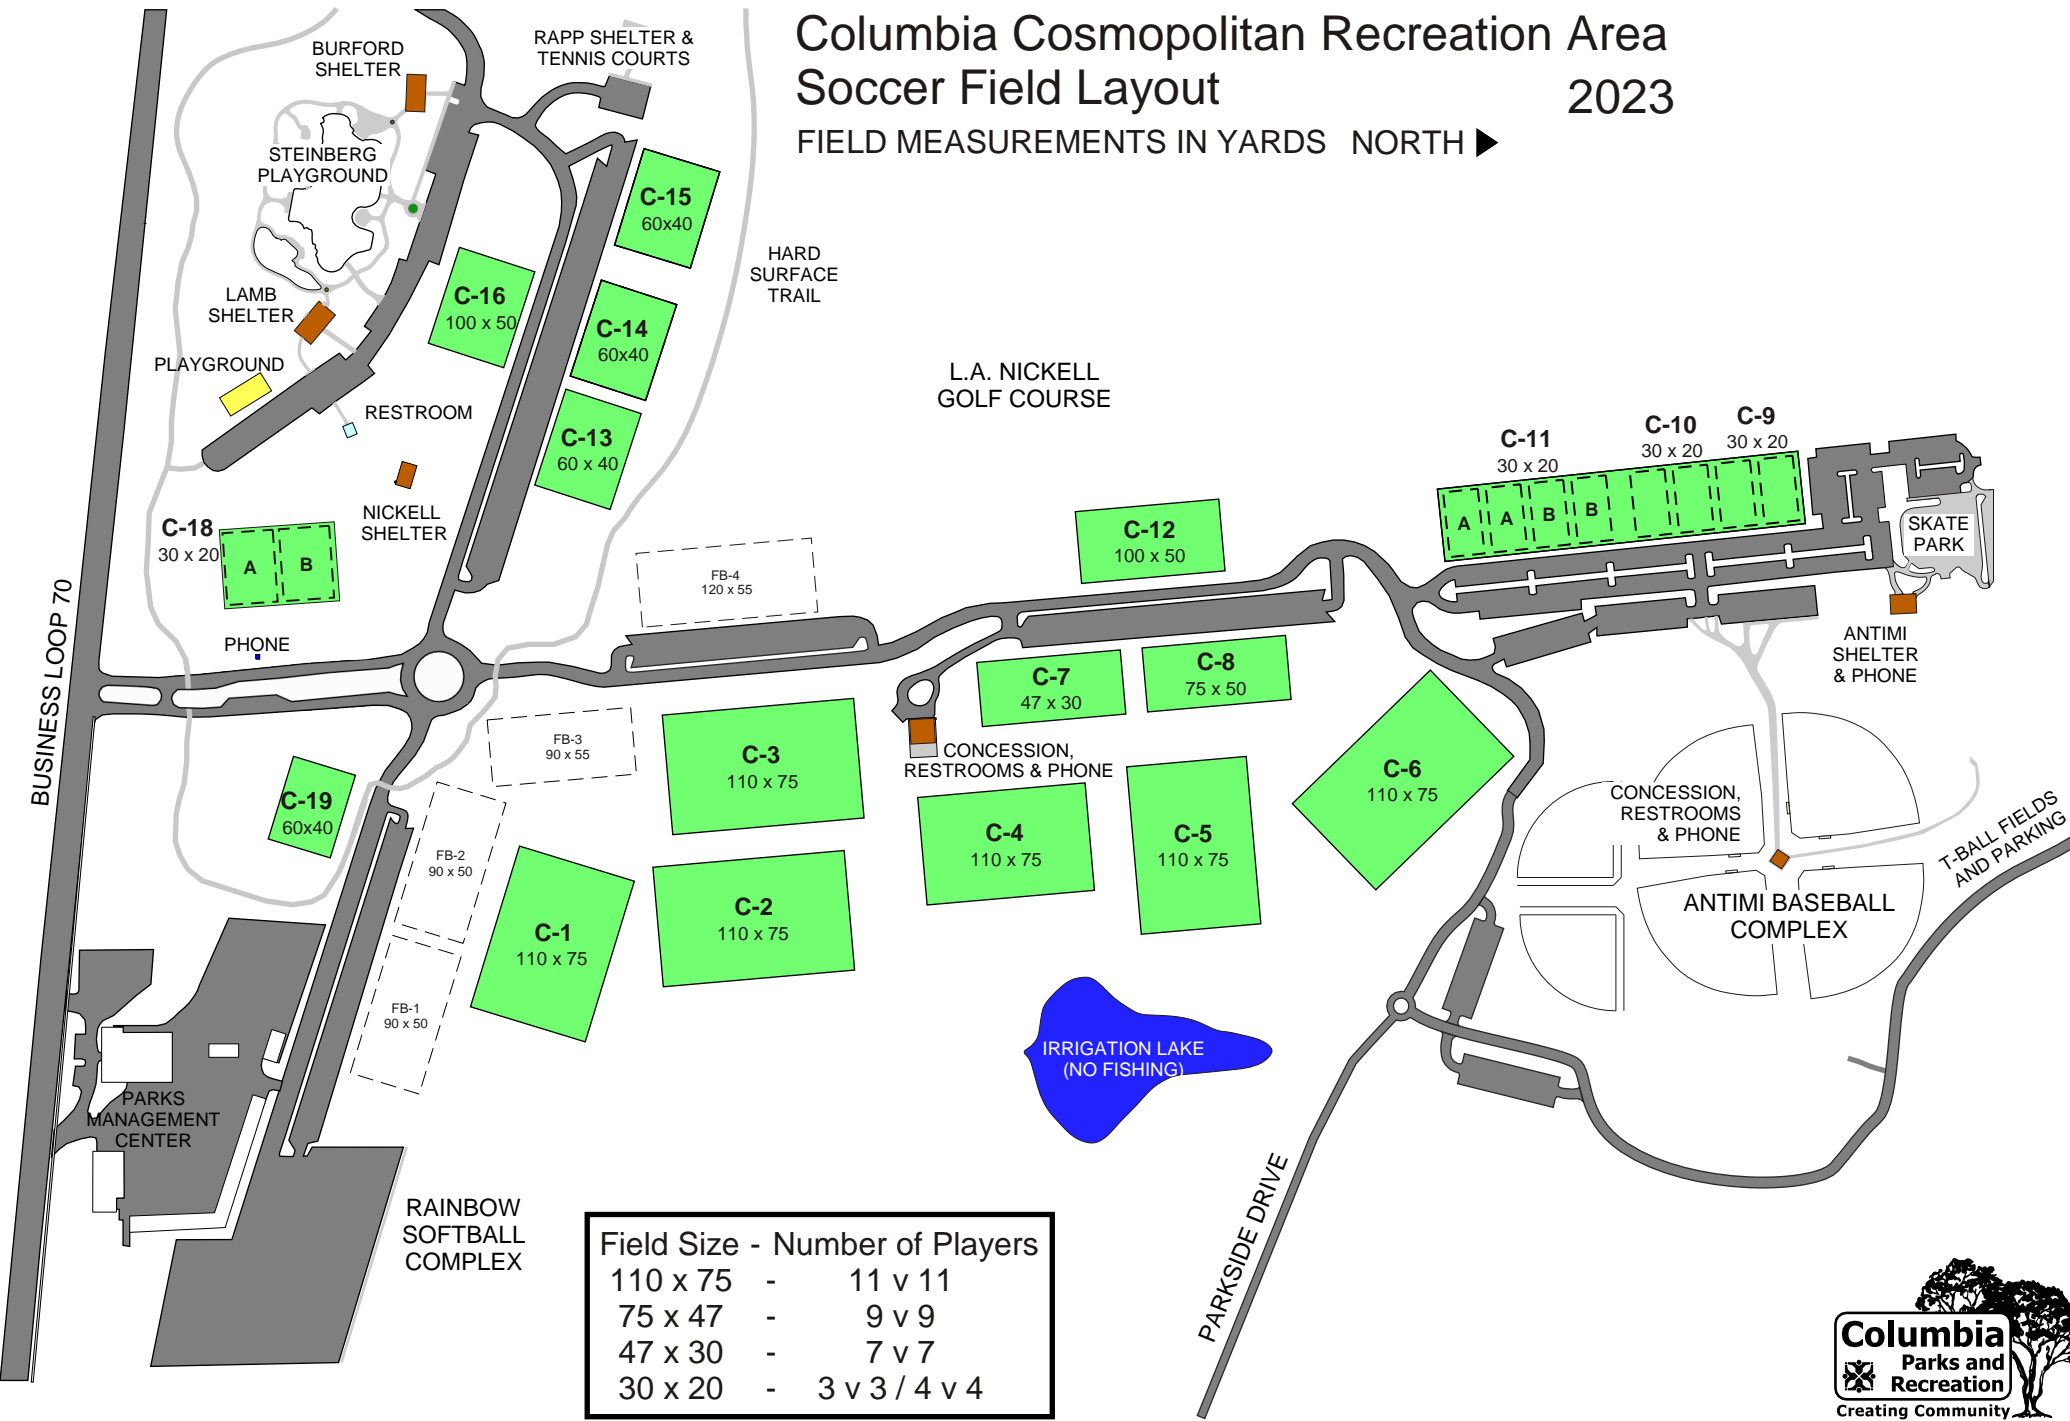 Columbia Cosmopolitan Recreation Area
Soccer Field Layout
2023
FIELD MEASUREMENTS IN YARDS NORTH
BURFORD
SHELTER
RAPP SHELTER &
TENNIS COURTS
STEINBERG
PLAYGROUND
C-15
60x40
HARD
SURFACE
TRAIL
C-16
100 x 50
LAMB
SHELTER
C-14
60x40
PLAYGROUND
L.A. NICKELL
GOLF COURSE
RESTROOM
C-13
60 x 40
C-11
30 x 20
C-10
30 x 20
C-9
30 x 20
A
A
B
B
NICKELL
SHELTER
C-18
30 x 20
A
B
C-12
100 x 50
SKATE
PARK
FB-4
120 x 55
BUSINESS LOOP 70
PHONE
ANTIMI
SHELTER
& PHONE
C-7
47 x 30
C-8
75 x 50
FB-3
90 x 55
C-3
110 x 75
CONCESSION,
RESTROOMS & PHONE
C-6
110 x 75
CONCESSION,
RESTROOMS
& PHONE
T-BALL FIELDS
AND PARKING
C-19
60x40
C-4
110 x 75
C-5
110 x 75
FB-2
90 x 50
C-1
110 x 75
C-2
110 x 75
ANTIMI BASEBALL
COMPLEX
FB-1
90 x 50
IRRIGATION LAKE
(NO FISHING)
PARKS
MANAGEMENT
CENTER
RAINBOW
SOFTBALL
COMPLEX
PARKSIDE DRIVE
Field Size - Number of Players
110 x 75 - 11 v 11
75 x 47 - 9 v 9
47 x 30 - 7 v 7
30 x 20 - 3 v 3 / 4 v 4
Columbia
Parks and
Recreation
Creating Community